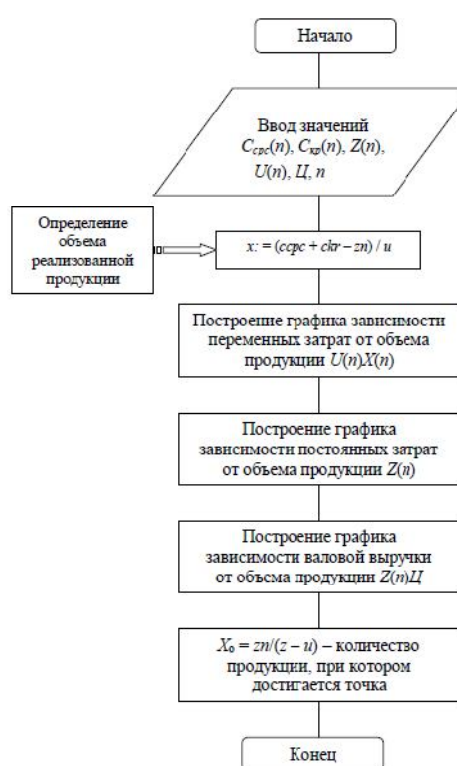 Начало
Ввод значений
Cсрс(n), Cкр(n), Z(n),
U(n), Ц, n
Определение
объема
реализованной
продукции
x: = (ccpc + ckr – zn) / u
Построение графика зависимости
переменных затрат от объема
продукции U(n)X(n)
Построение графика
зависимости постоянных затрат
от объема продукции Z(n)
Построение графика
зависимости валовой выручки
от объема продукции Z(n)Ц
X₀ = zn/(z – u) – количество
продукции, при котором
достигается точка
Конец